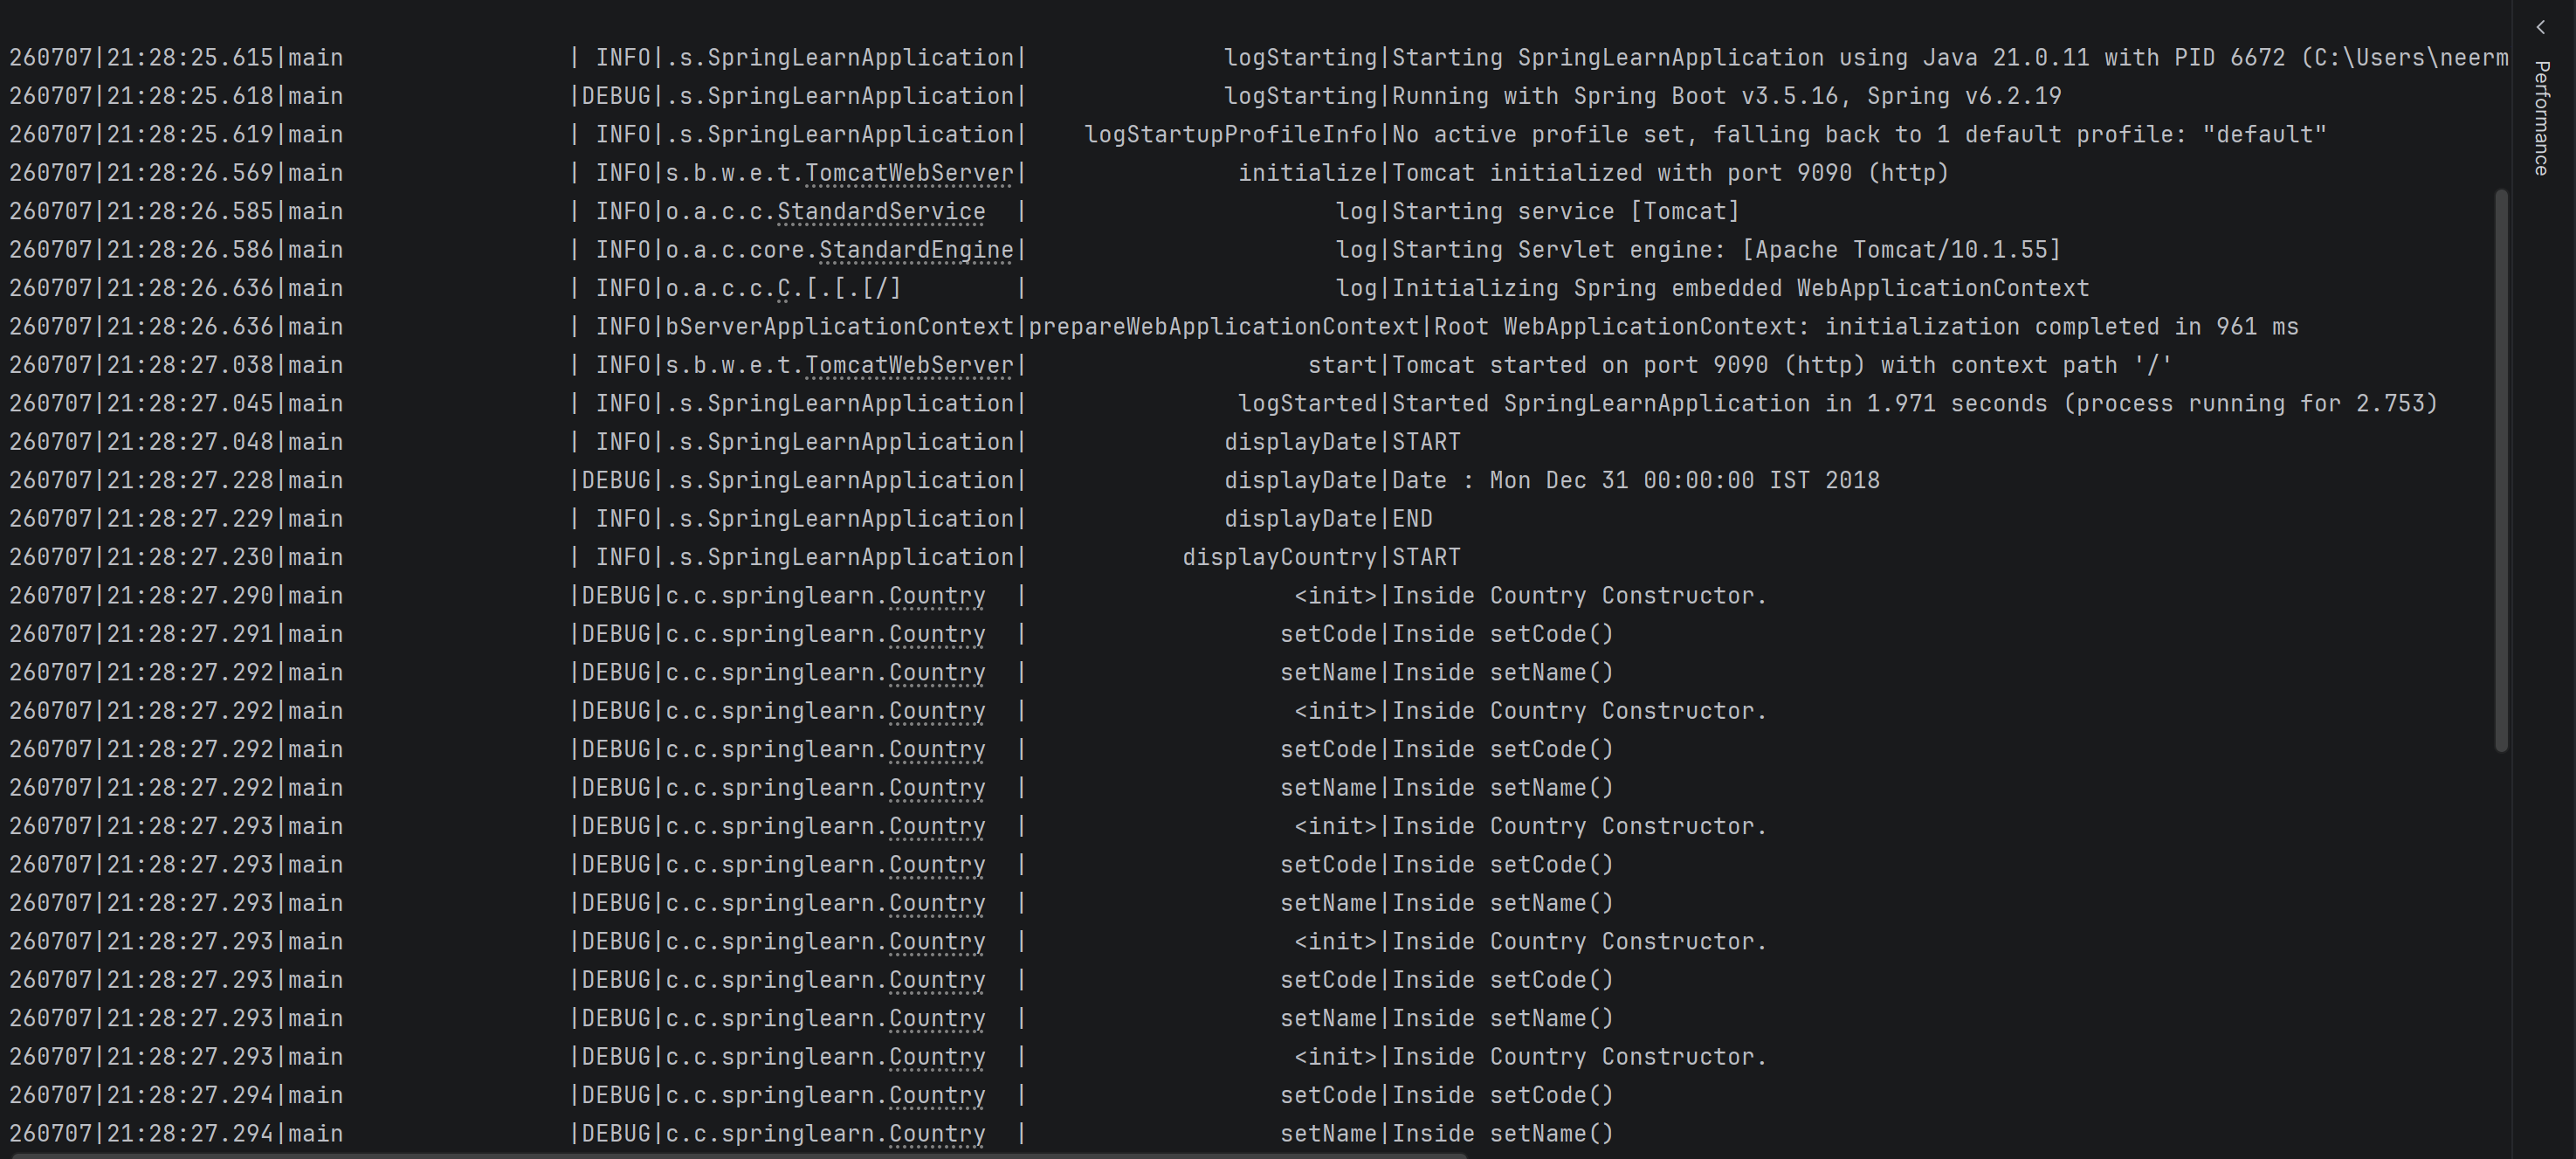 260707|21:28:25.615|main                | INFO|.s.SpringLearnApplication|              logStarting|Starting SpringLearnApplication using Java 21.0.11 with PID 6672 (C:\Users\neerm
260707|21:28:25.618|main                |DEBUG|.s.SpringLearnApplication|              logStarting|Running with Spring Boot v3.5.16, Spring v6.2.19
260707|21:28:25.619|main                | INFO|.s.SpringLearnApplication|    logStartupProfileInfo|No active profile set, falling back to 1 default profile: "default"
260707|21:28:26.569|main                | INFO|s.b.w.e.t.TomcatWebServer|               initialize|Tomcat initialized with port 9090 (http)
260707|21:28:26.585|main                | INFO|o.a.c.c.StandardService  |                      log|Starting service [Tomcat]
260707|21:28:26.586|main                | INFO|o.a.c.core.StandardEngine|                      log|Starting Servlet engine: [Apache Tomcat/10.1.55]
260707|21:28:26.636|main                | INFO|o.a.c.c.C.[.[.[/]        |                      log|Initializing Spring embedded WebApplicationContext
260707|21:28:26.636|main                | INFO|bServerApplicationContext|prepareWebApplicationContext|Root WebApplicationContext: initialization completed in 961 ms
260707|21:28:27.038|main                | INFO|s.b.w.e.t.TomcatWebServer|                    start|Tomcat started on port 9090 (http) with context path '/'
260707|21:28:27.045|main                | INFO|.s.SpringLearnApplication|               logStarted|Started SpringLearnApplication in 1.971 seconds (process running for 2.753)
260707|21:28:27.048|main                | INFO|.s.SpringLearnApplication|              displayDate|START
260707|21:28:27.228|main                |DEBUG|.s.SpringLearnApplication|              displayDate|Date : Mon Dec 31 00:00:00 IST 2018
260707|21:28:27.229|main                | INFO|.s.SpringLearnApplication|              displayDate|END
260707|21:28:27.230|main                | INFO|.s.SpringLearnApplication|           displayCountry|START
260707|21:28:27.290|main                |DEBUG|c.c.springlearn.Country  |                   <init>|Inside Country Constructor.
260707|21:28:27.291|main                |DEBUG|c.c.springlearn.Country  |                  setCode|Inside setCode()
260707|21:28:27.292|main                |DEBUG|c.c.springlearn.Country  |                  setName|Inside setName()
260707|21:28:27.292|main                |DEBUG|c.c.springlearn.Country  |                   <init>|Inside Country Constructor.
260707|21:28:27.292|main                |DEBUG|c.c.springlearn.Country  |                  setCode|Inside setCode()
260707|21:28:27.292|main                |DEBUG|c.c.springlearn.Country  |                  setName|Inside setName()
260707|21:28:27.293|main                |DEBUG|c.c.springlearn.Country  |                   <init>|Inside Country Constructor.
260707|21:28:27.293|main                |DEBUG|c.c.springlearn.Country  |                  setCode|Inside setCode()
260707|21:28:27.293|main                |DEBUG|c.c.springlearn.Country  |                  setName|Inside setName()
260707|21:28:27.293|main                |DEBUG|c.c.springlearn.Country  |                   <init>|Inside Country Constructor.
260707|21:28:27.293|main                |DEBUG|c.c.springlearn.Country  |                  setCode|Inside setCode()
260707|21:28:27.293|main                |DEBUG|c.c.springlearn.Country  |                  setName|Inside setName()
260707|21:28:27.293|main                |DEBUG|c.c.springlearn.Country  |                   <init>|Inside Country Constructor.
260707|21:28:27.294|main                |DEBUG|c.c.springlearn.Country  |                  setCode|Inside setCode()
260707|21:28:27.294|main                |DEBUG|c.c.springlearn.Country  |                  setName|Inside setName()
Performance